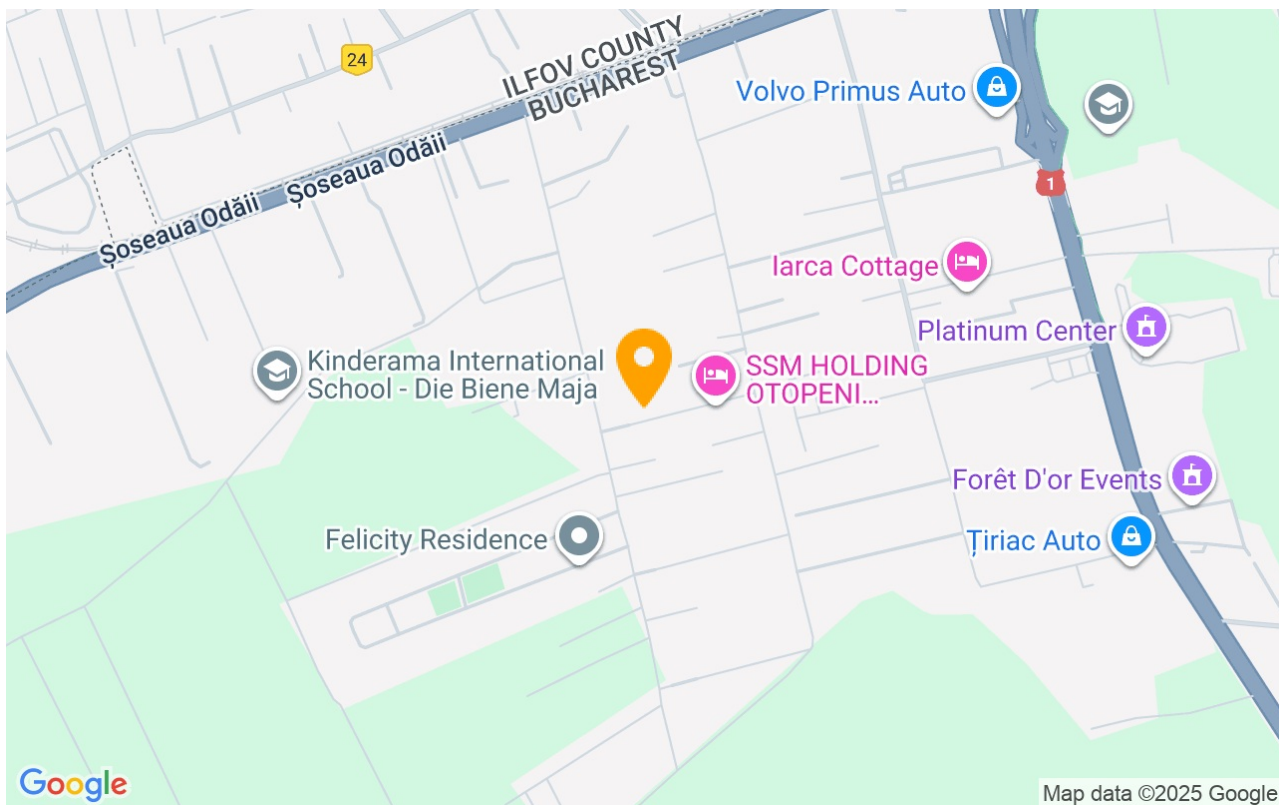 24
ILFOV COUNTY
BUCHAREST
Volvo Primus Auto
Șoseaua Odăii
Șoseaua Odăii
1
Iarca Cottage
Platinum Center
Kinderama International
School - Die Biene Maja
SSM HOLDING
OTOPENI...
Forêt D'or Events
Felicity Residence
Țiriac Auto
Google
Map data ©2025 Google